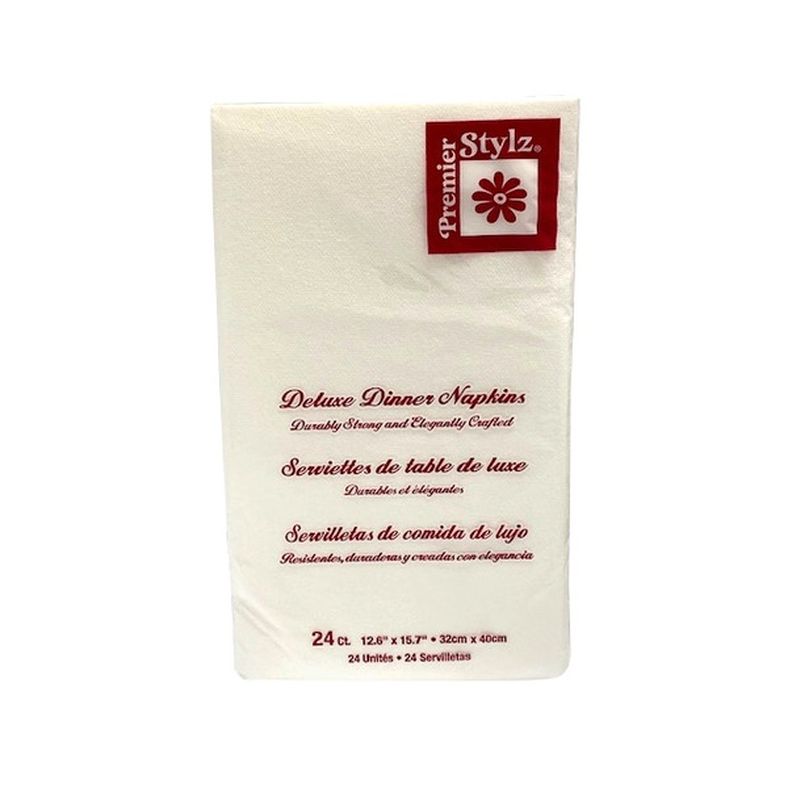 Premier Stylz®
Deluxe Dinner Napkins
Durably Strong and Elegantly Crafted
Serviettes de table de luxe
Durables et élégantes
Servilletas de comida de lujo
Resistentes, duraderas y creadas con elegancia
24 Ct. 12.6" x 15.7" • 32cm x 40cm
24 Unités • 24 Servilletas